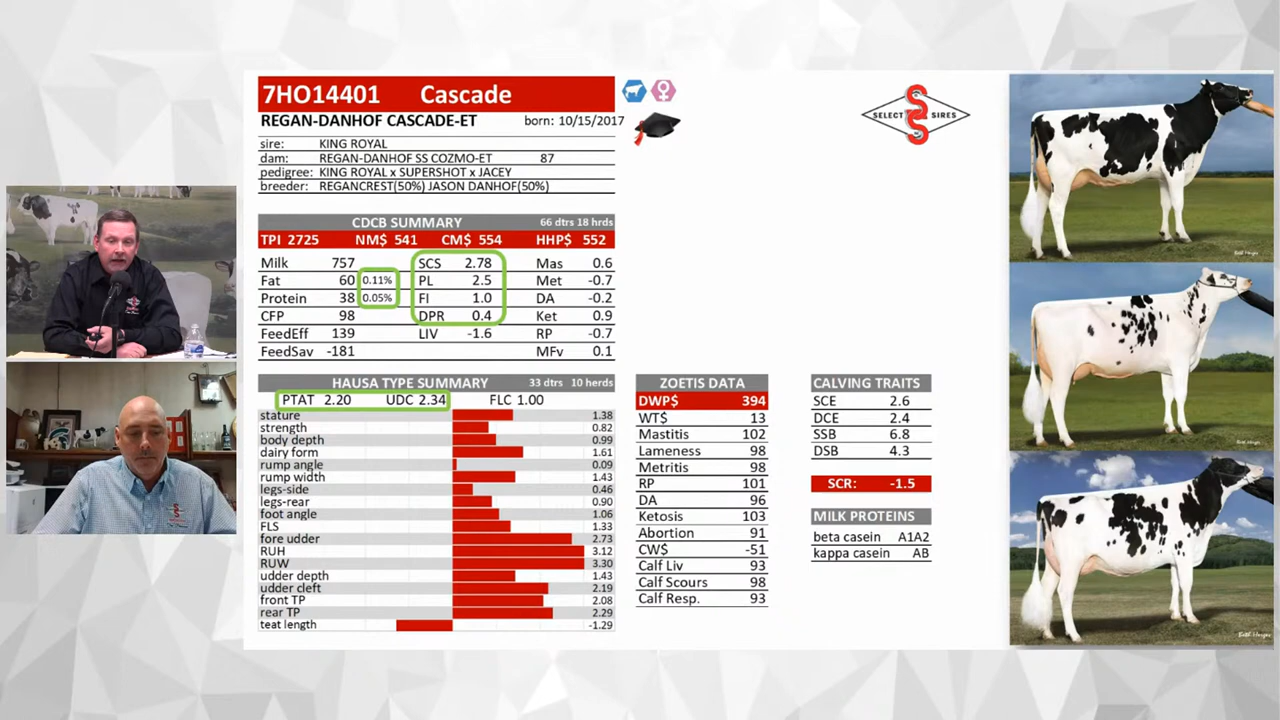 7HO14401 Cascade
REGAN-DANHOF CASCADE-ET born: 10/15/2017
sire: KING ROYAL
dam: REGAN-DANHOF SS COZMO-ET 87
pedigree: KING ROYAL x SUPERSHOT x JACEY
breeder: REGANCREST(50%) JASON DANHOF(50%)
SELECT SIRES
CDCB SUMMARY 66 dtrs 18 hrds
TPI 2725 NM$ 541 CM$ 554 HHP$ 552
Milk 757 SCS 2.78 Mas 0.6
Fat 60 0.11% PL 2.5 Met -0.7
Protein 38 0.05% FI 1.0 DA -0.2
CFP 98 DPR 0.4 Ket 0.9
FeedEff 139 LIV -1.6 RP -0.7
FeedSav -181 MFv 0.1
HAUSA TYPE SUMMARY 33 dtrs 10 herds
PTAT 2.20 UDC 2.34 FLC 1.00
stature 1.38
strength 0.82
body depth 0.99
dairy form 1.61
rump angle 0.09
rump width 1.43
legs-side 0.46
legs-rear 0.90
foot angle 1.06
FLS 1.33
fore udder 2.73
RUH 3.12
RUW 3.30
udder depth 1.43
udder cleft 2.19
front TP 2.08
rear TP 2.29
teat length -1.29
ZOETIS DATA
DWP$ 394
WT$ 13
Mastitis 102
Lameness 98
Metritis 98
RP 101
DA 96
Ketosis 103
Abortion 91
CW$ -51
Calf Liv 93
Calf Scours 98
Calf Resp. 93
CALVING TRAITS
SCE 2.6
DCE 2.4
SSB 6.8
DSB 4.3
SCR: -1.5
MILK PROTEINS
beta casein A1A2
kappa casein AB